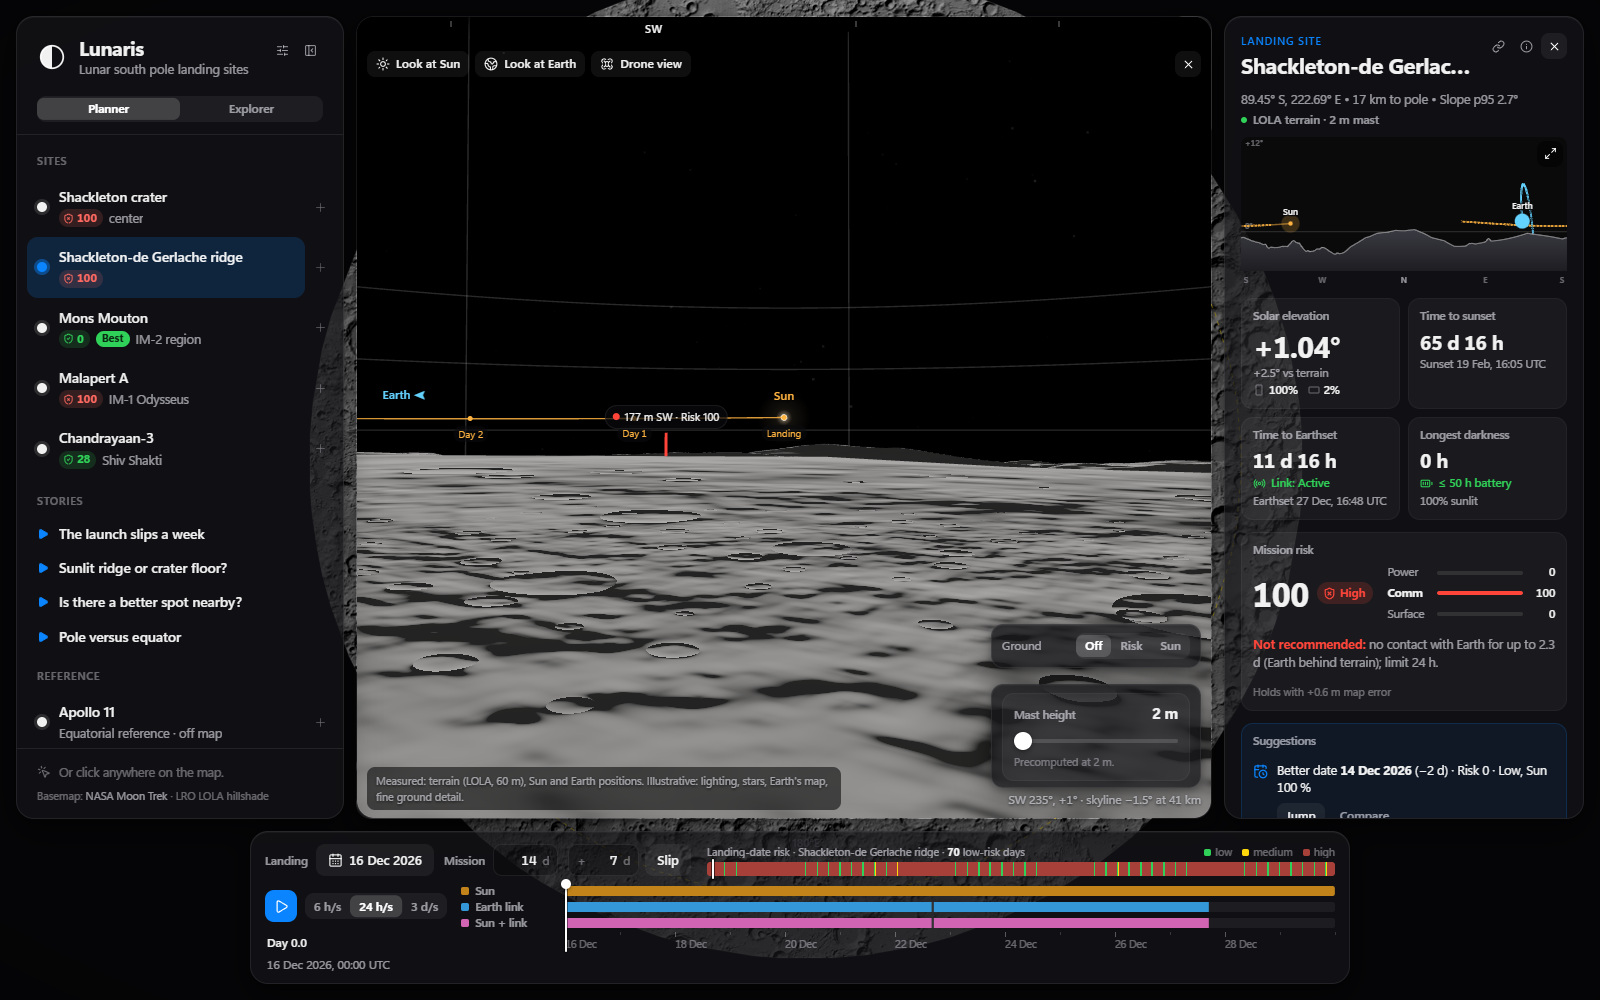 Lunaris
Lunar south pole landing sites
Planner
Explorer
SITES
Shackleton crater
100 center
Shackleton-de Gerlache ridge
100
Mons Mouton
0 Best IM-2 region
Malapert A
100 IM-1 Odysseus
Chandrayaan-3
28 Shiv Shakti
STORIES
The launch slips a week
Sunlit ridge or crater floor?
Is there a better spot nearby?
Pole versus equator
REFERENCE
Apollo 11
Equatorial reference · off map
Or click anywhere on the map.
Basemap: NASA Moon Trek · LRO LOLA hillshade
SW
Look at Sun
Look at Earth
Drone view
Earth
Sun
177 m SW · Risk 100
Day 2
Day 1
Landing
Ground
Off
Risk
Sun
Mast height
2 m
Precomputed at 2 m.
Measured: terrain (LOLA, 60 m), Sun and Earth positions. Illustrative: lighting, stars, Earth's map,
fine ground detail.
SW 235°, +1° · skyline −1.5° at 41 km
LANDING SITE
Shackleton-de Gerlac...
89.45° S, 222.69° E • 17 km to pole • Slope p95 2.7°
LOLA terrain · 2 m mast
+12°
Earth
Sun
S
W
N
E
S
Solar elevation
+1.04°
+2.5° vs terrain
100%
2%
Time to sunset
65 d 16 h
Sunset 19 Feb, 16:05 UTC
Time to Earthset
11 d 16 h
Link: Active
Earthset 27 Dec, 16:48 UTC
Longest darkness
0 h
≤ 50 h battery
100% sunlit
Mission risk
100
High
Power 0
Comm 100
Surface 0
Not recommended: no contact with Earth for up to 2.3
d (Earth behind terrain); limit 24 h.
Holds with +0.6 m map error
Suggestions
Better date 14 Dec 2026 (−2 d) · Risk 0 · Low, Sun
100 %
Jump
Compare
Landing
16 Dec 2026
Mission
14 d
+ 7 d
Slip
Landing-date risk · Shackleton-de Gerlache ridge · 70 low-risk days
low
medium
high
6 h/s
24 h/s
3 d/s
Sun
Earth link
Sun + link
Day 0.0
16 Dec 2026, 00:00 UTC
16 Dec
18 Dec
20 Dec
22 Dec
24 Dec
26 Dec
28 Dec